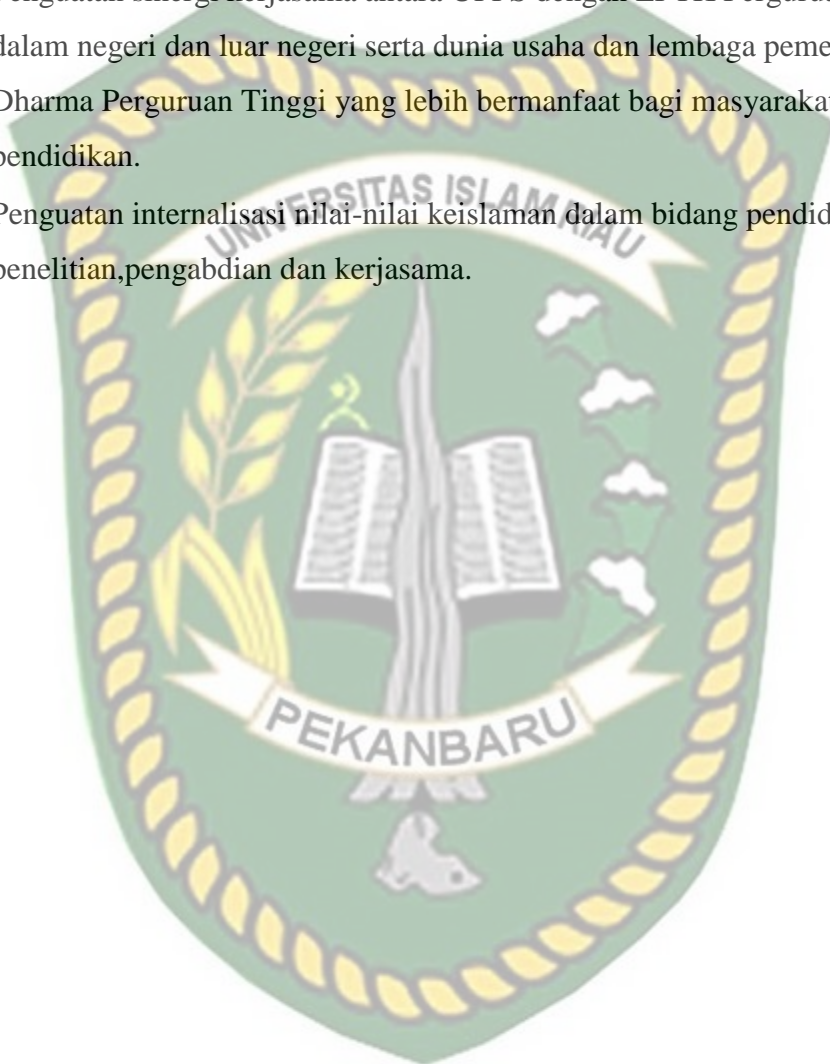 dalam negeri dan luar negeri serta dunia usaha dan lembaga peme
Dharma Perguruan Tinggi yang lebih bermanfaat bagi masyaraka
pendidikan.
UNIVERSITAS ISLAM RIAU
Penguatan internalisasi nilai-nilai keislaman dalam bidang pendid
penelitian,pengabdian dan kerjasama.
PEKANBARU